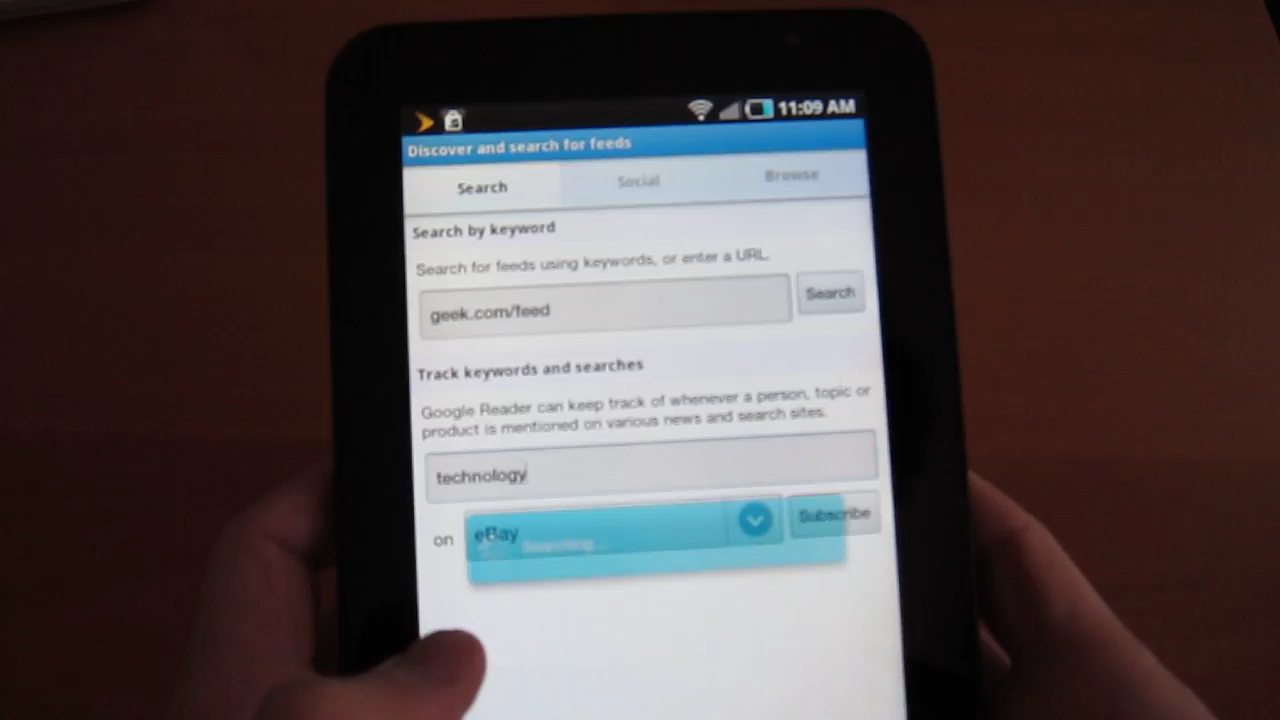 11:09 AM
Discover and search for feeds
Search Social Browse
Search by keyword
Search for feeds using keywords, or enter a URL.
geek.com/feed Search
Track keywords and searches
Google Reader can keep track of whenever a person, topic or
product is mentioned on various news and search sites.
technology
on eBay Subscribe
Searching...